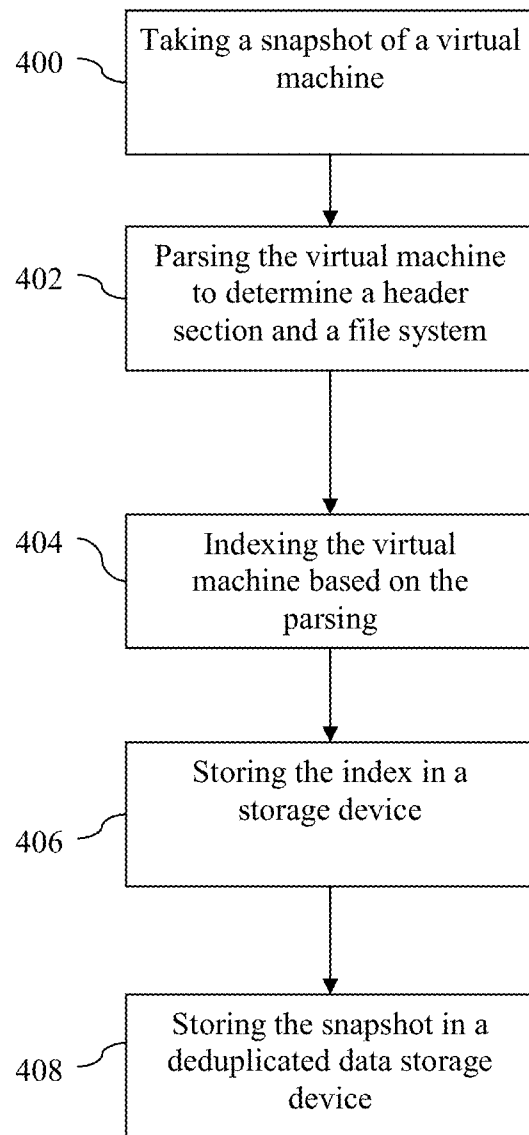 400
Taking a snapshot of a virtual
machine
402
Parsing the virtual machine
to determine a header
section and a file system
404
Indexing the virtual
machine based on the
parsing
406
Storing the index in a
storage device
408
Storing the snapshot in a
deduplicated data storage
device